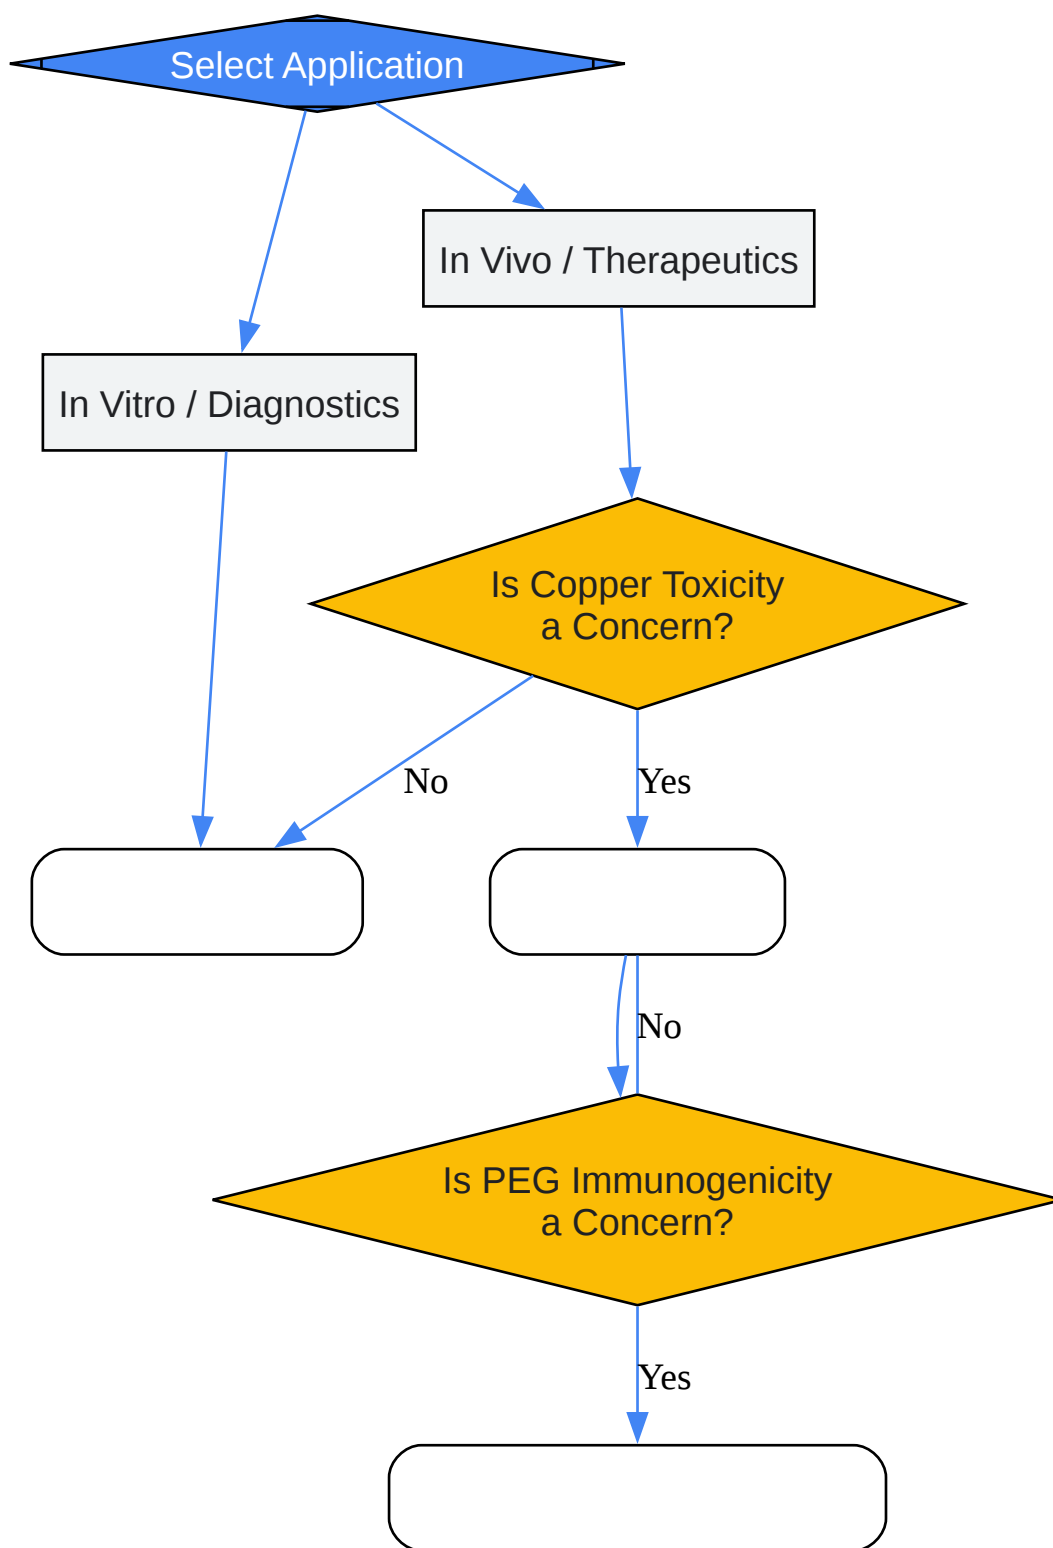 Select Application
In Vivo / Therapeutics
In Vitro / Diagnostics
Is Copper Toxicity
a Concern?
No
Yes
No
Is PEG Immunogenicity
a Concern?
Yes